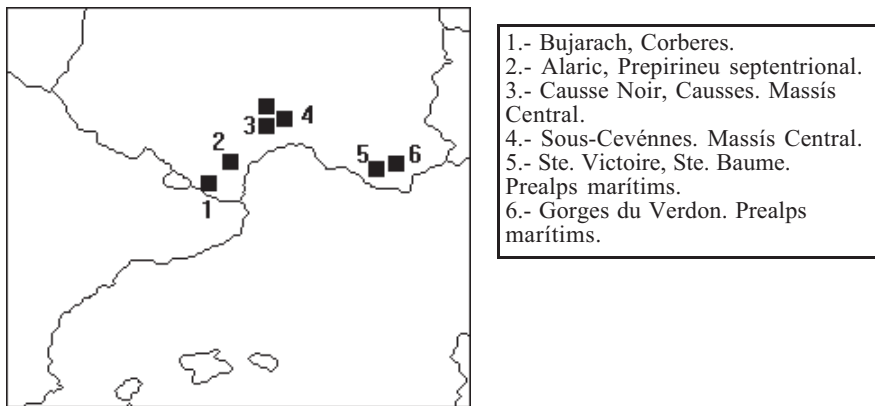 1
2
3
4
5
6
1.- Bujarach, Corberes.
2.- Alaric, Prepirineu septentrional.
3.- Causse Noir, Causses. Massís
Central.
4.- Sous-Cevénnes. Massís Central.
5.- Ste. Victoire, Ste. Baume.
Prealps marítims.
6.- Gorges du Verdon. Prealps
marítims.